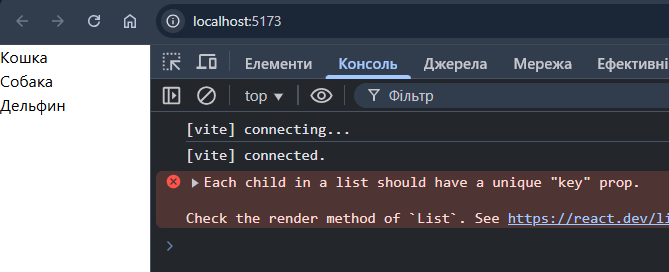 localhost:5173
Кошка
Собака
Дельфин
Елементи Консоль Джерела Мережа Ефективні
top Фільтр
[vite] connecting...
[vite] connected.
Each child in a list should have a unique "key" prop.
Check the render method of `List`. See https://react.dev/li